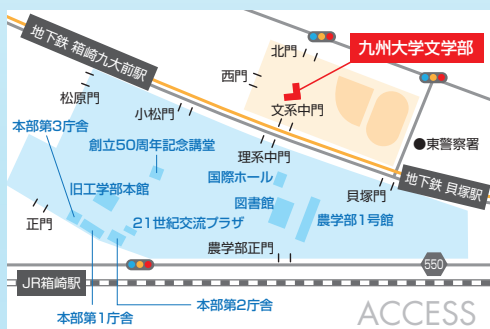 地下鉄 箱崎九大前駅
北門
九州大学文学部
西門
松原門
小松門
文系中門
本部第3庁舎
創立50周年記念講堂
理系中門
●東警察署
国際ホール
地下鉄 貝塚駅
旧工学部本館
図書館
貝塚門
正門
21世紀交流プラザ
農学部1号館
農学部正門
550
JR箱崎駅
本部第2庁舎
本部第1庁舎
ACCESS